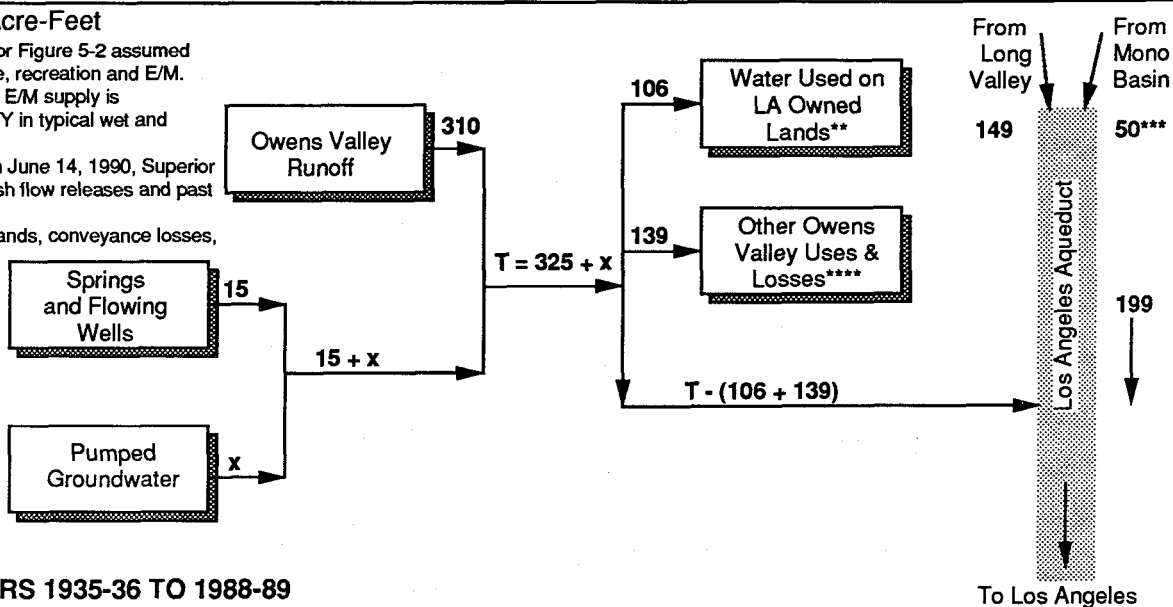 cre-Feet
or Figure 5-2 assumed
e, recreation and E/M.
E/M supply is
Y in typical wet and
June 14, 1990, Superior
sh flow releases and past
ands, conveyance losses,
Owens Valley
Runoff
310
Springs
and Flowing
Wells
15
15 + x
Pumped
Groundwater
x
T = 325 + x
106
Water Used on
LA Owned
Lands**
139
Other Owens
Valley Uses &
Losses****
T - (106 + 139)
From
Long
Valley
149
From
Mono
Basin
50***
Los Angeles Aqueduct
199
To Los Angeles
RS 1935-36 TO 1988-89